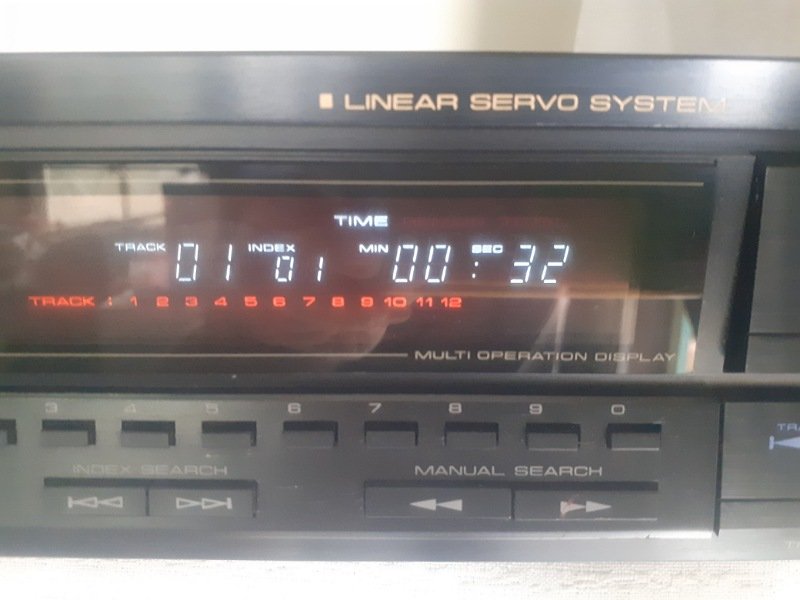 LINEAR SERVO SYSTEM
TIME
TRACK 01 INDEX 01 MIN 00 : SEC 32
TRACK : 1 2 3 4 5 6 7 8 9 10 11 12
MULTI OPERATION DISPLAY
3 4 5 6 7 8 9 0
INDEX SEARCH MANUAL SEARCH